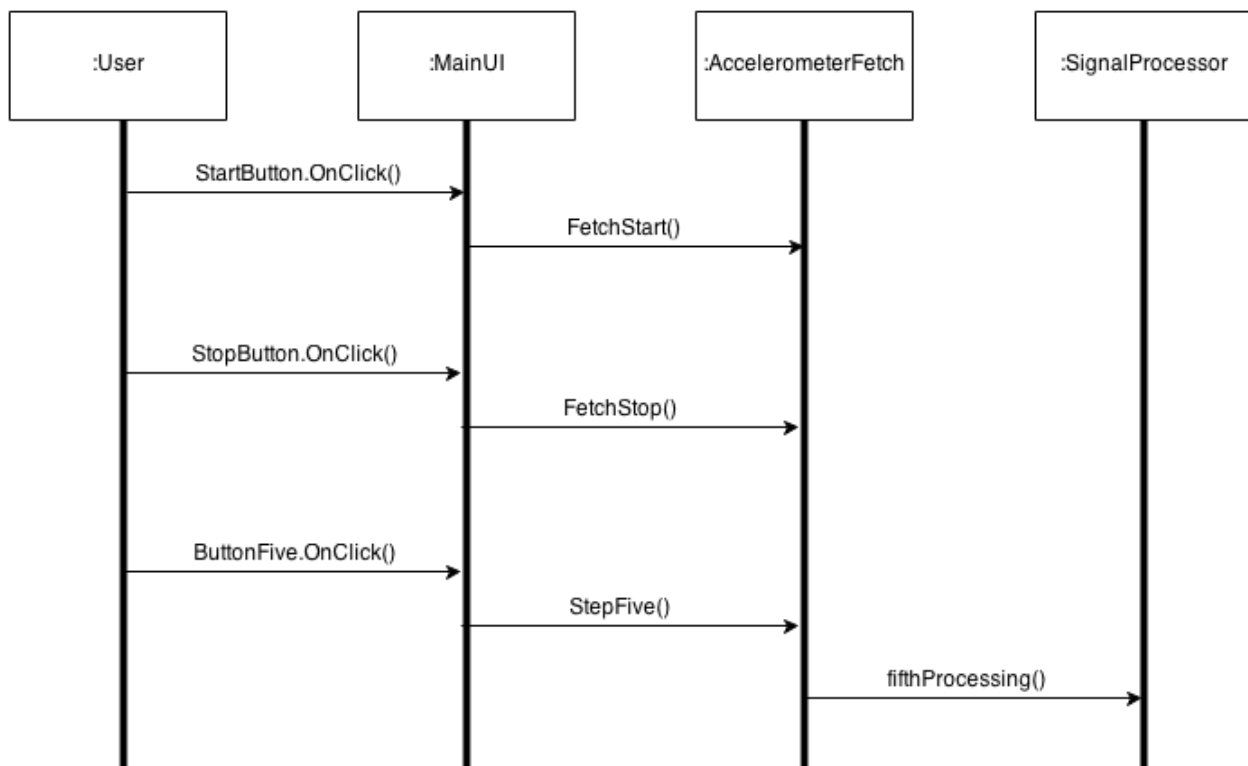 :User
:MainUI
:AccelerometerFetch
:SignalProcessor
StartButton.OnClick()
FetchStart()
StopButton.OnClick()
FetchStop()
ButtonFive.OnClick()
StepFive()
fifthProcessing()